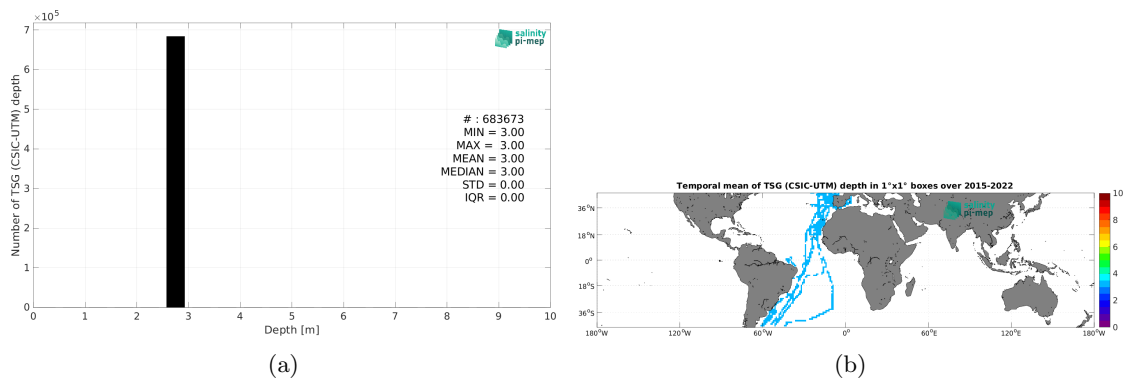 ×10⁵
7
6
5
4
3
2
1
0
Number of TSG (CSIC-UTM) depth
0 1 2 3 4 5 6 7 8 9 10
Depth [m]
salinity
pi-mep
# : 683673
MIN = 3.00
MAX = 3.00
MEAN = 3.00
MEDIAN = 3.00
STD = 0.00
IQR = 0.00
(a)
Temporal mean of TSG (CSIC-UTM) depth in 1°x1° boxes over 2015-2022
salinity
pi-mep
36°N
18°N
0°
18°S
36°S
180°W 120°W 60°W 0° 60°E 120°E 180°E
10
8
6
4
2
0
(b)